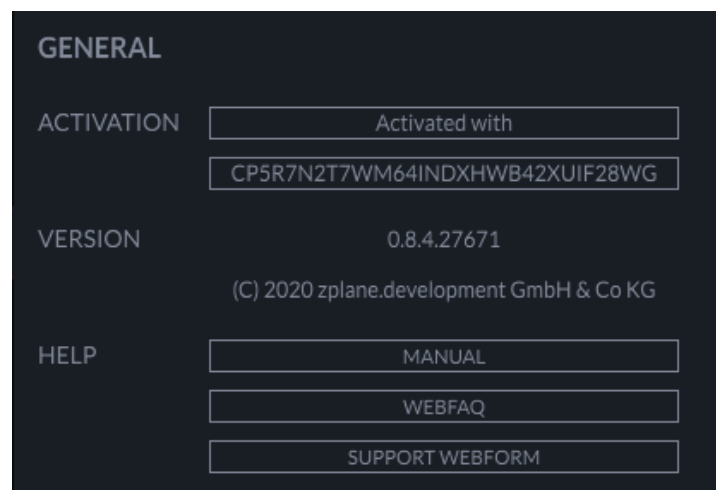 GENERAL
ACTIVATION Activated with
CP5R7N2T7WM64INDXHWB42XUIF28WG
VERSION 0.8.4.27671
(C) 2020 zplane.development GmbH & Co KG
HELP MANUAL
WEBFAQ
SUPPORT WEBFORM